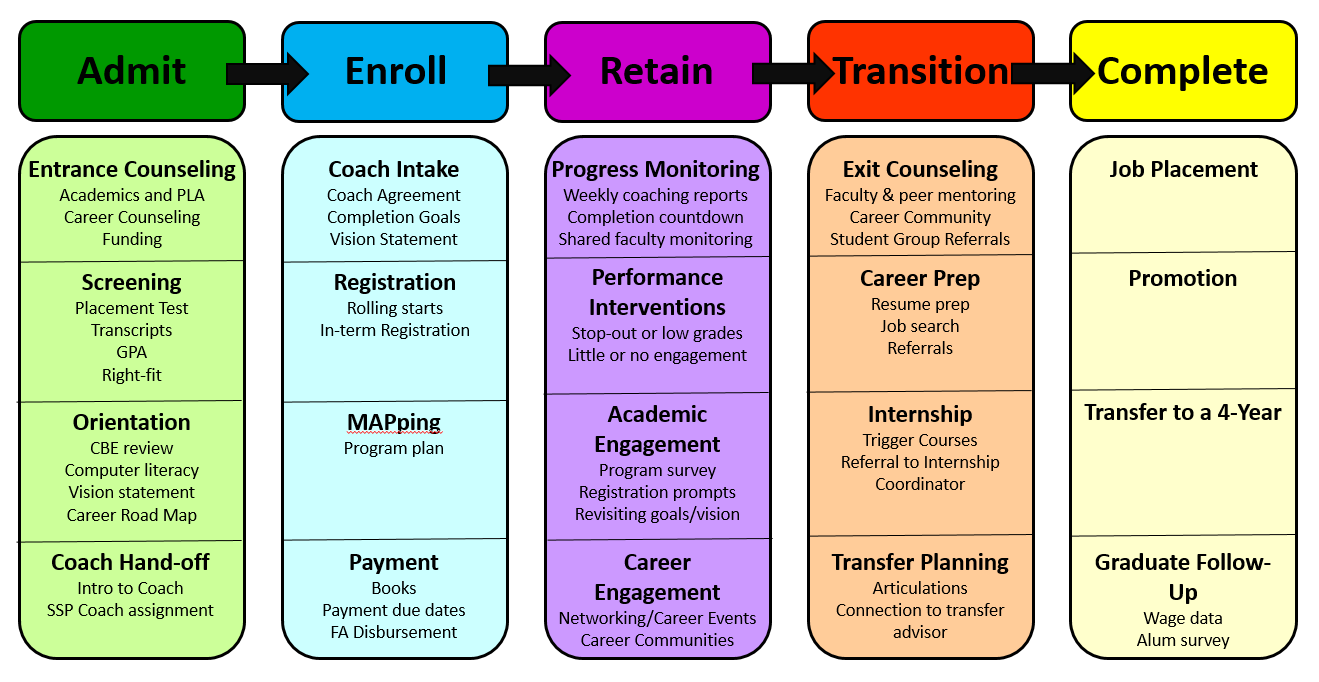 Admit
Enroll
Retain
Transition
Complete
Entrance Counseling
Academics and PLA
Career Counseling
Funding
Screening
Placement Test
Transcripts
GPA
Right-fit
Orientation
CBE review
Computer literacy
Vision statement
Career Road Map
Coach Hand-off
Intro to Coach
SSP Coach assignment
Coach Intake
Coach Agreement
Completion Goals
Vision Statement
Registration
Rolling starts
In-term Registration
MAPping
Program plan
Payment
Books
Payment due dates
FA Disbursement
Progress Monitoring
Weekly coaching reports
Completion countdown
Shared faculty monitoring
Performance
Interventions
Stop-out or low grades
Little or no engagement
Academic
Engagement
Program survey
Registration prompts
Revisiting goals/vision
Career
Engagement
Networking/Career Events
Career Communities
Exit Counseling
Faculty & peer mentoring
Career Community
Student Group Referrals
Career Prep
Resume prep
Job search
Referrals
Internship
Trigger Courses
Referral to Internship
Coordinator
Transfer Planning
Articulations
Connection to transfer
advisor
Job Placement
Promotion
Transfer to a 4-Year
Graduate Follow-
Up
Wage data
Alum survey